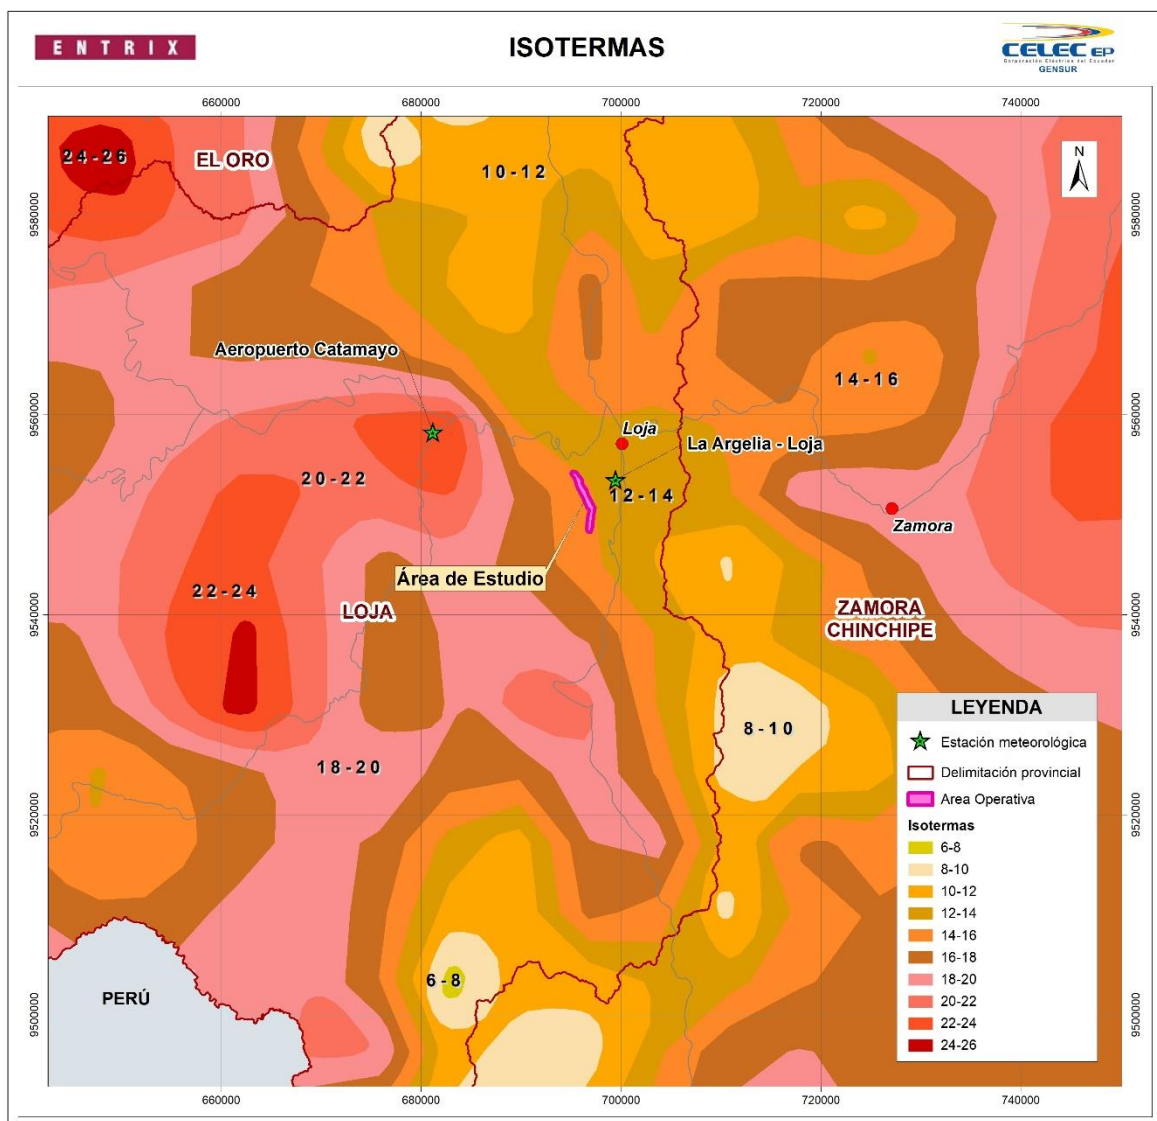 ENTRIX
ISOTERMAS
CELEC EP
Corporación Eléctrica del Ecuador
GENSUR
660000
680000
700000
720000
740000
24-26
EL ORO
10-12
N
9580000
9580000
Aeropuerto Catamayo
14-16
9560000
9560000
Loja
La Argelia - Loja
20-22
12-14
Zamora
Área de Estudio
22-24
LOJA
ZAMORA
CHINCHIPE
9540000
9540000
8-10
18-20
9520000
9520000
6-8
PERÚ
9500000
9500000
LEYENDA
Estación meteorológica
Delimitación provincial
Area Operativa
Isotermas
6-8
8-10
10-12
12-14
14-16
16-18
18-20
20-22
22-24
24-26
660000
680000
700000
720000
740000